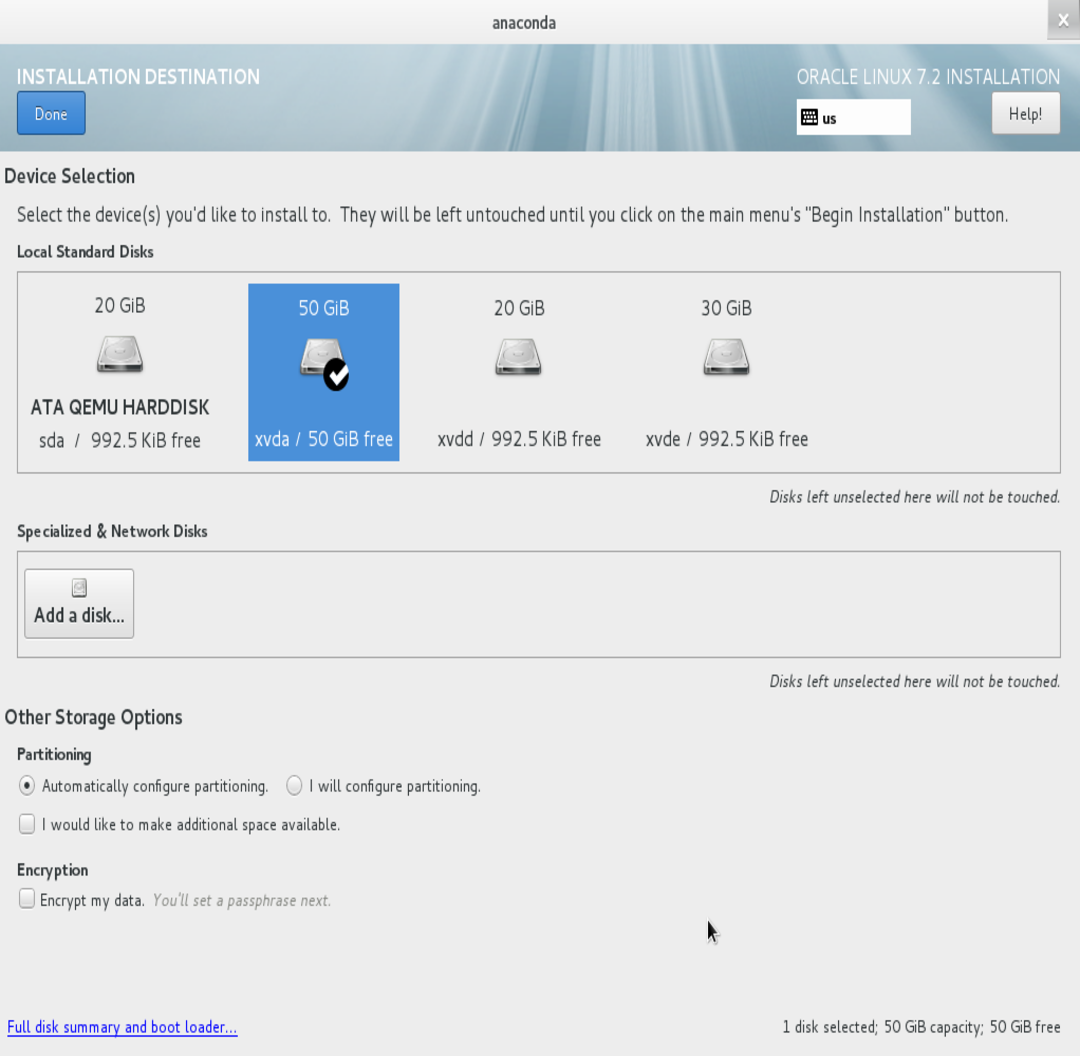 anaconda
X
INSTALLATION DESTINATION
ORACLE LINUX 7.2 INSTALLATION
Done
us
Help!
Device Selection
Select the device(s) you'd like to install to. They will be left untouched until you click on the main menu's "Begin Installation" button.
Local Standard Disks
20 GiB
ATA QEMU HARDDISK
sda / 992.5 KiB free
50 GiB
xvda / 50 GiB free
20 GiB
xvdd / 992.5 KiB free
30 GiB
xvde / 992.5 KiB free
Disks left unselected here will not be touched.
Specialized & Network Disks
Add a disk...
Disks left unselected here will not be touched.
Other Storage Options
Partitioning
Automatically configure partitioning. I will configure partitioning.
I would like to make additional space available.
Encryption
Encrypt my data. You'll set a passphrase next.
Full disk summary and boot loader...
1 disk selected; 50 GiB capacity; 50 GiB free